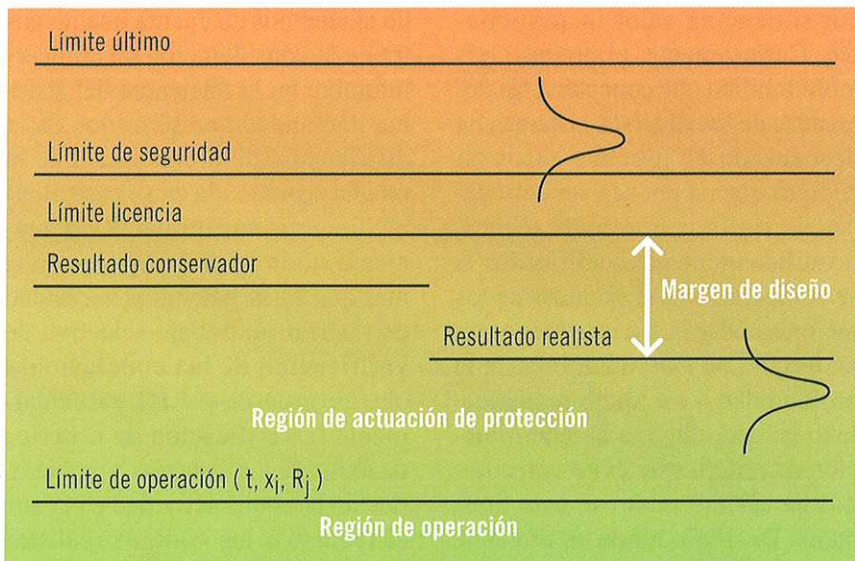 Límite último
Límite de seguridad
Límite licencia
Resultado conservador
Margen de diseño
Resultado realista
Región de actuación de protección
Límite de operación ( t, xᵢ, Rⱼ )
Región de operación